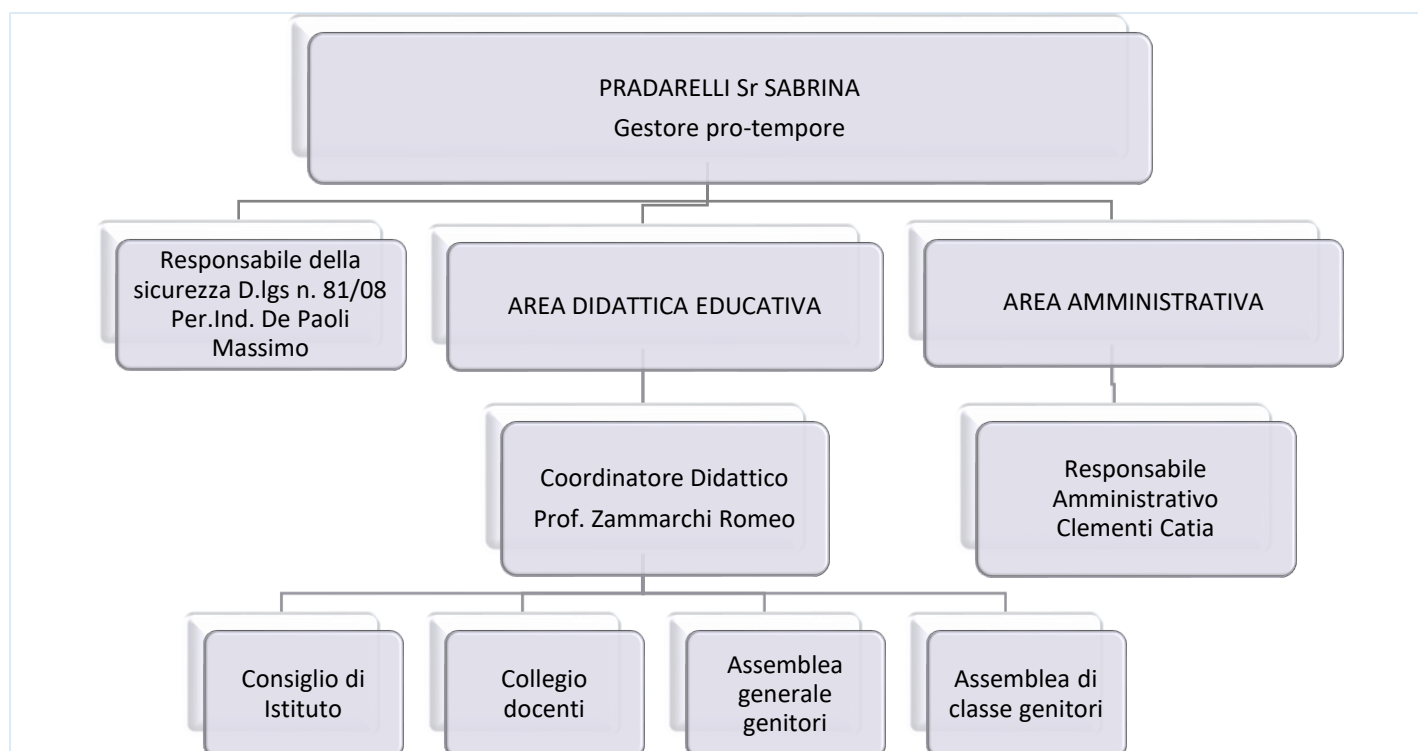 PRADARELLI Sr SABRINA
Gestore pro-tempore
Responsabile della
sicurezza D.lgs n. 81/08
Per.Ind. De Paoli
Massimo
AREA DIDATTICA EDUCATIVA
AREA AMMINISTRATIVA
Coordinatore Didattico
Prof. Zammarchi Romeo
Responsabile
Amministrativo
Clementi Catia
Consiglio di
Istituto
Collegio
docenti
Assemblea
generale
genitori
Assemblea di
classe genitori